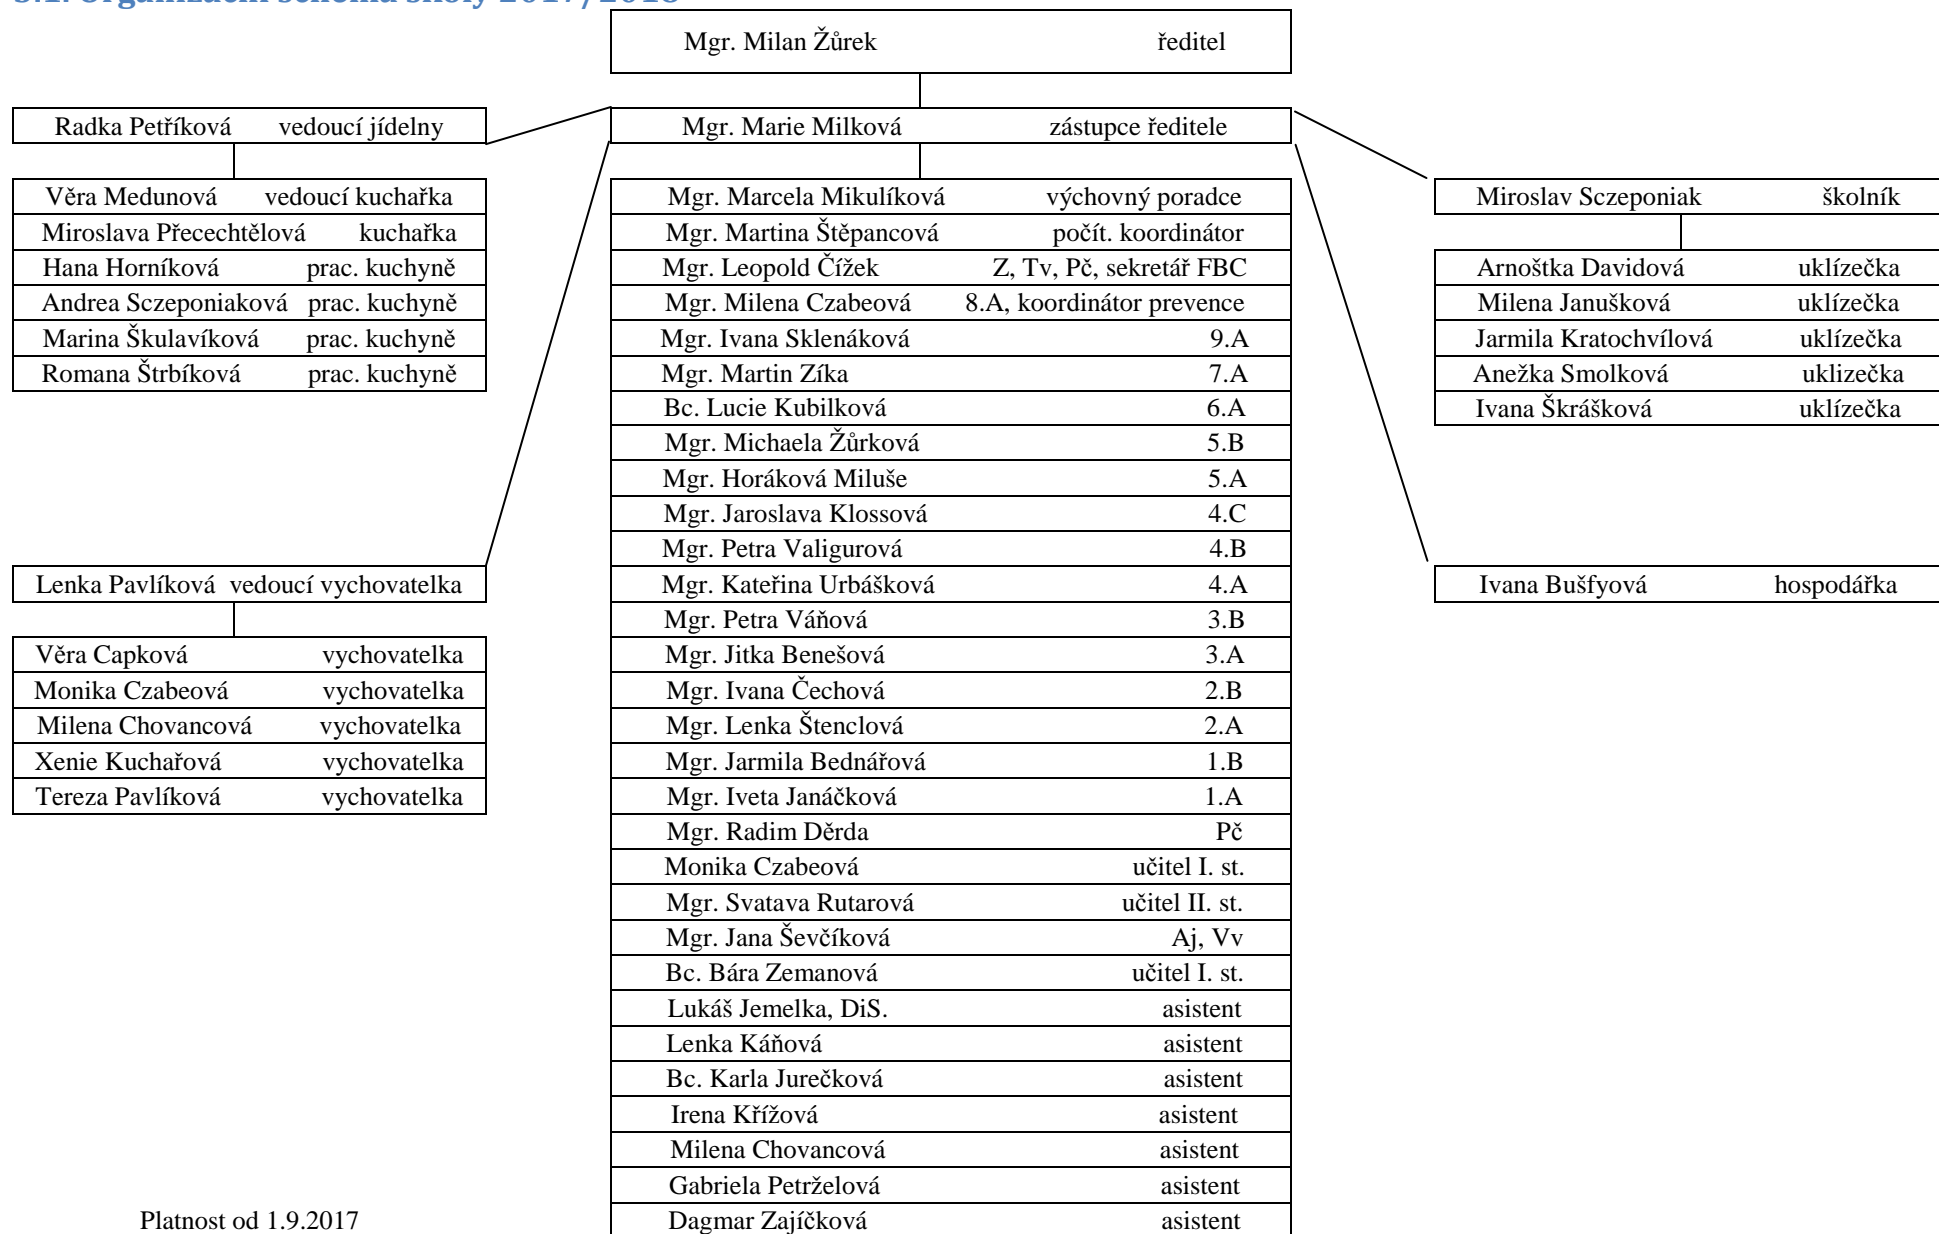 Organizační schéma školy 2017/2018
Mgr. Milan Žůrek ředitel
Radka Petříková vedoucí jídelny
Mgr. Marie Milková zástupce ředitele
Věra Medunová vedoucí kuchařka
Miroslava Přecechtělová kuchařka
Hana Horníková prac. kuchyně
Andrea Sczeponiaková prac. kuchyně
Marina Škulavíková prac. kuchyně
Romana Štrbíková prac. kuchyně
Lenka Pavlíková vedoucí vychovatelka
Věra Capková vychovatelka
Monika Czabeová vychovatelka
Milena Chovancová vychovatelka
Xenie Kuchařová vychovatelka
Tereza Pavlíková vychovatelka
Mgr. Marcela Mikulíková výchovný poradce
Mgr. Martina Štěpancová počít. koordinátor
Mgr. Leopold Čížek Z, Tv, Pč, sekretář FBC
Mgr. Milena Czabeová 8.A, koordinátor prevence
Mgr. Ivana Sklenáková 9.A
Mgr. Martin Zíka 7.A
Bc. Lucie Kubilková 6.A
Mgr. Michaela Žůrková 5.B
Mgr. Horáková Miluše 5.A
Mgr. Jaroslava Klossová 4.C
Mgr. Petra Valigurová 4.B
Mgr. Kateřina Urbášková 4.A
Mgr. Petra Váňová 3.B
Mgr. Jitka Benešová 3.A
Mgr. Ivana Čechová 2.B
Mgr. Lenka Štenclová 2.A
Mgr. Jarmila Bednářová 1.B
Mgr. Iveta Janáčková 1.A
Mgr. Radim Děrda Pč
Monika Czabeová učitel I. st.
Mgr. Svatava Rutarová učitel II. st.
Mgr. Jana Ševčíková Aj, Vv
Bc. Bára Zemanová učitel I. st.
Lukáš Jemelka, DiS. asistent
Lenka Káňová asistent
Bc. Karla Jurečková asistent
Irena Křížová asistent
Milena Chovancová asistent
Gabriela Petrželová asistent
Dagmar Zajíčková asistent
Miroslav Sczeponiak školník
Arnoštka Davidová uklízečka
Milena Janušková uklízečka
Jarmila Kratochvílová uklízečka
Anežka Smolková uklizečka
Ivana Škrášková uklízečka
Ivana Bušfyová hospodářka
Platnost od 1.9.2017